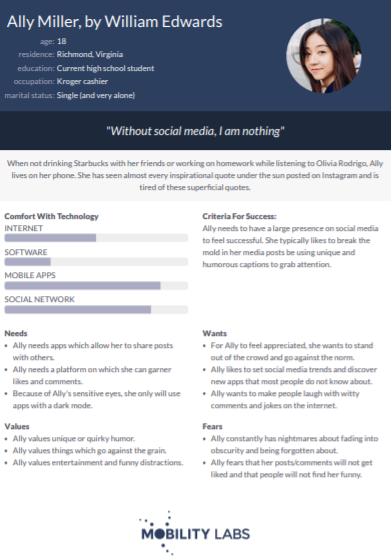 Ally Miller, by William Edwards
age: 18
residence: Richmond, Virginia
education: Current high school student
occupation: Kroger cashier
marital status: Single (and very alone)
"Without social media, I am nothing"
When not drinking Starbucks with her friends or working on homework while listening to Olivia Rodrigo, Ally
lives on her phone. She has seen almost every inspirational quote under the sun posted on Instagram and is
tired of these superficial quotes.
Comfort With Technology
INTERNET
SOFTWARE
MOBILE APPS
SOCIAL NETWORK
Criteria For Success:
Ally needs to have a large presence on social media
to feel successful. She typically likes to break the
mold in her media posts be using unique and
humorous captions to grab attention.
Needs
• Ally needs apps which allow her to share posts
with others.
• Ally needs a platform on which she can garner
likes and comments.
• Because of Ally's sensitive eyes, she only will use
apps with a dark mode.
Wants
• For Ally to feel appreciated, she wants to stand
out of the crowd and go against the norm.
• Ally likes to set social media trends and discover
new apps that most people do not know about.
• Ally wants to make people laugh with witty
comments and jokes on the internet.
Values
• Ally values unique or quirky humor.
• Ally values things which go against the grain.
• Ally values entertainment and funny distractions.
Fears
• Ally constantly has nightmares about fading into
obscurity and being forgotten about.
• Ally fears that her posts/comments will not get
liked and that people will not find her funny.
MOBILITY LABS